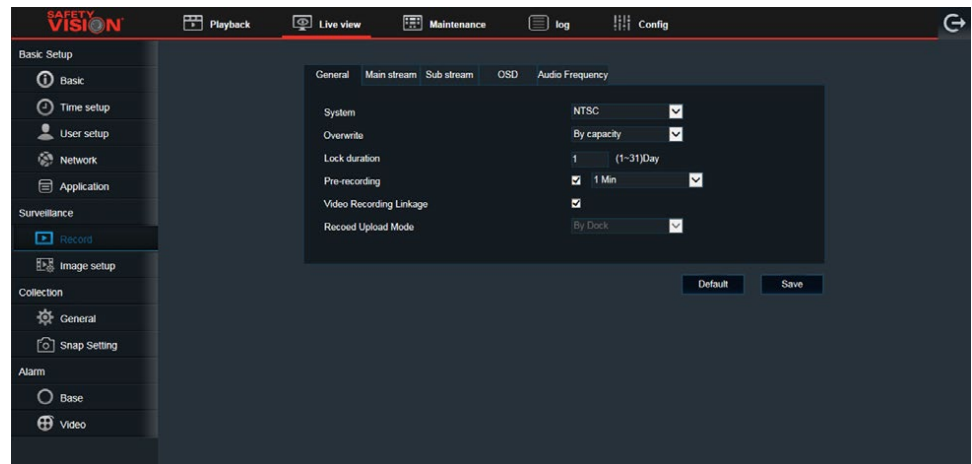 SAFETY
VISION
Playback
Live view
Maintenance
log
Config
Basic Setup
Basic
Time setup
User setup
Network
Application
Surveillance
Record
Image setup
Collection
General
Snap Setting
Alarm
Base
Video
General Main stream Sub stream OSD Audio Frequency
System NTSC
Overwrite By capacity
Lock duration 1 (1~31)Day
Pre-recording 1 Min
Video Recording Linkage
Recoed Upload Mode By Dock
Default Save